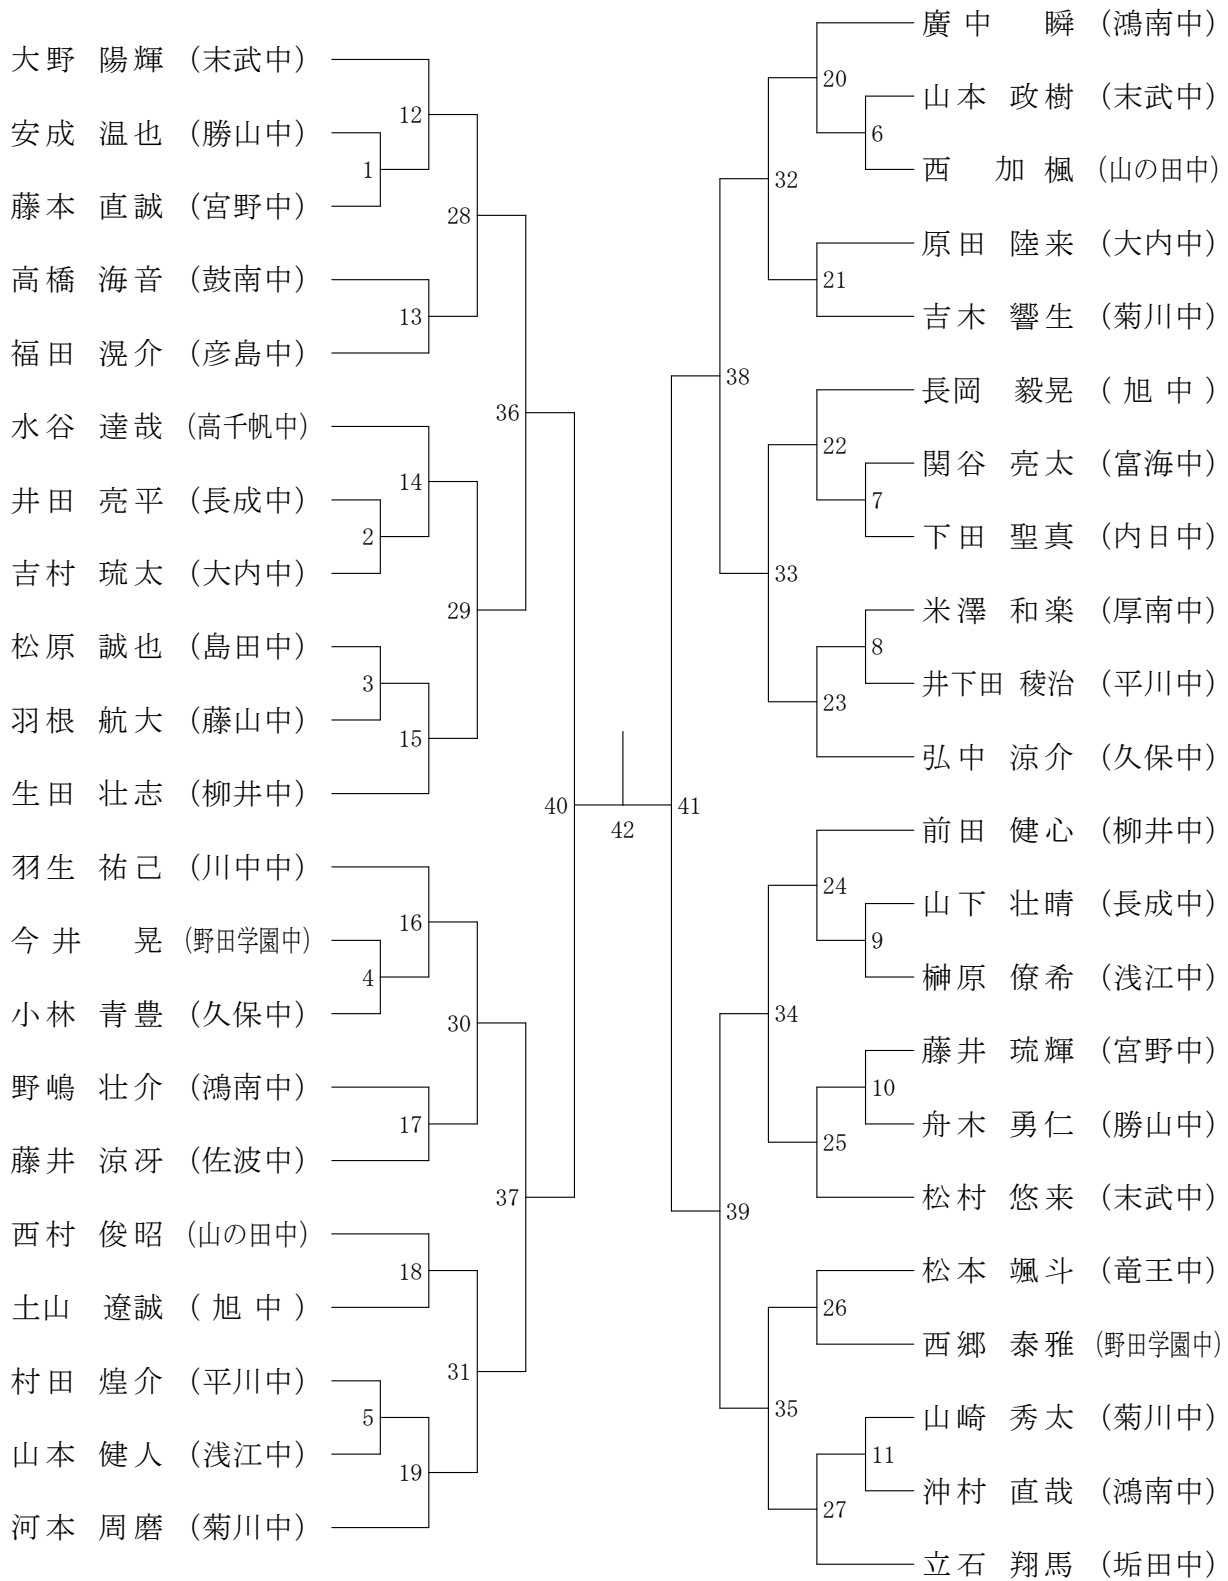 大野 陽輝 (末武中)
安成 温也 (勝山中)
藤本 直誠 (宮野中)
高橋 海音 (鼓南中)
福田 滉介 (彦島中)
水谷 達哉 (高千帆中)
井田 亮平 (長成中)
吉村 琉太 (大内中)
松原 誠也 (島田中)
羽根 航大 (藤山中)
生田 壮志 (柳井中)
羽生 祐己 (川中中)
今井 晃 (野田学園中)
小林 青豊 (久保中)
野嶋 壮介 (鴻南中)
藤井 涼冴 (佐波中)
西村 俊昭 (山の田中)
土山 遼誠 (旭中)
村田 煌介 (平川中)
山本 健人 (浅江中)
河本 周磨 (菊川中)
12
1
28
13
36
14
2
29
3
15
40
16
4
30
17
37
18
31
5
19
42
41
廣中 瞬 (鴻南中)
山本 政樹 (末武中)
西 加楓 (山の田中)
原田 陸来 (大内中)
吉木 響生 (菊川中)
長岡 毅晃 (旭中)
関谷 亮太 (富海中)
下田 聖真 (内日中)
米澤 和楽 (厚南中)
井下田 稜治 (平川中)
弘中 涼介 (久保中)
前田 健心 (柳井中)
山下 壮晴 (長成中)
榊原 僚希 (浅江中)
藤井 琉輝 (宮野中)
舟木 勇仁 (勝山中)
松村 悠来 (末武中)
松本 颯斗 (竜王中)
西郷 泰雅 (野田学園中)
山崎 秀太 (菊川中)
沖村 直哉 (鴻南中)
立石 翔馬 (垢田中)
20
6
32
21
38
22
7
33
8
23
24
9
34
10
25
39
26
35
11
27